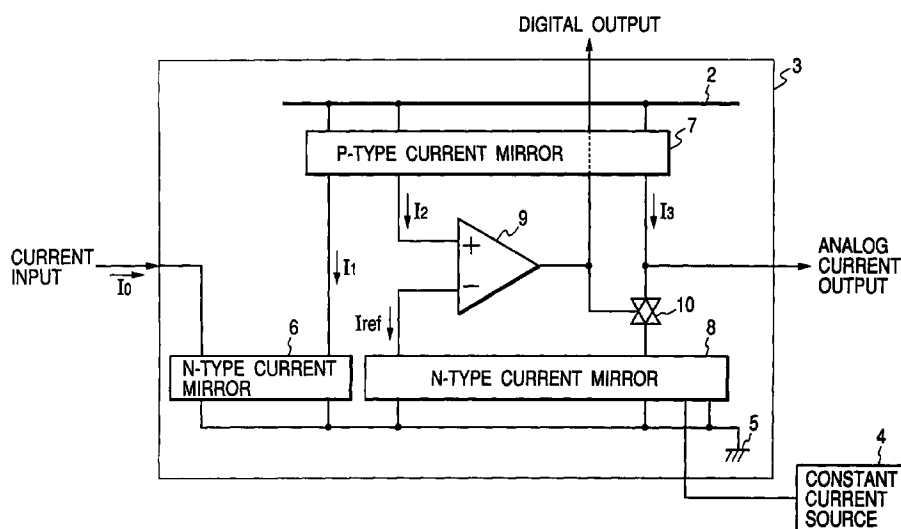 DIGITAL OUTPUT
3
2
7
P-TYPE CURRENT MIRROR
I2
9
I3
+
CURRENT
INPUT
I0
I1
−
ANALOG
CURRENT
OUTPUT
10
Iref
6
8
N-TYPE CURRENT
MIRROR
N-TYPE CURRENT MIRROR
5
4
CONSTANT
CURRENT
SOURCE